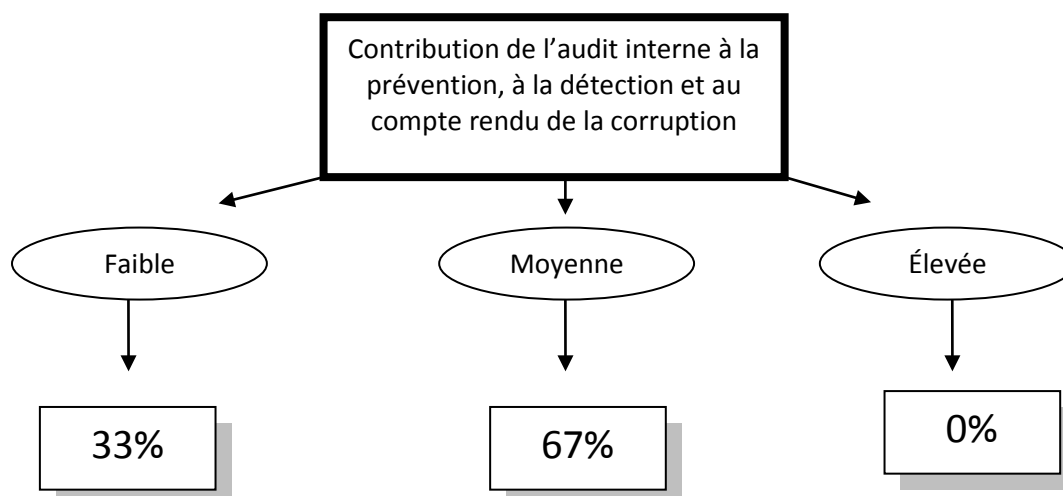 Contribution de l’audit interne à la
prévention, à la détection et au
compte rendu de la corruption
Faible
Moyenne
Élevée
33%
67%
0%